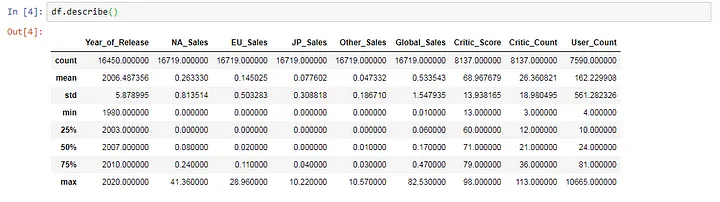 In [4]: df.describe()
Out[4]:
Year_of_Release NA_Sales EU_Sales JP_Sales Other_Sales Global_Sales Critic_Score Critic_Count User_Count
count 16450.000000 16719.000000 16719.000000 16719.000000 16719.000000 16719.000000 8137.000000 8137.000000 7590.000000
mean 2006.487356 0.263330 0.145025 0.077602 0.047332 0.533543 68.967679 26.360821 162.229908
std 5.878995 0.813514 0.503283 0.308818 0.186710 1.547935 13.938165 18.980495 561.282326
min 1980.000000 0.000000 0.000000 0.000000 0.000000 0.010000 13.000000 3.000000 4.000000
25% 2003.000000 0.000000 0.000000 0.000000 0.000000 0.060000 60.000000 12.000000 10.000000
50% 2007.000000 0.080000 0.020000 0.000000 0.010000 0.170000 71.000000 21.000000 24.000000
75% 2010.000000 0.240000 0.110000 0.040000 0.030000 0.470000 79.000000 36.000000 81.000000
max 2020.000000 41.360000 28.960000 10.220000 10.570000 82.530000 98.000000 113.000000 10665.000000